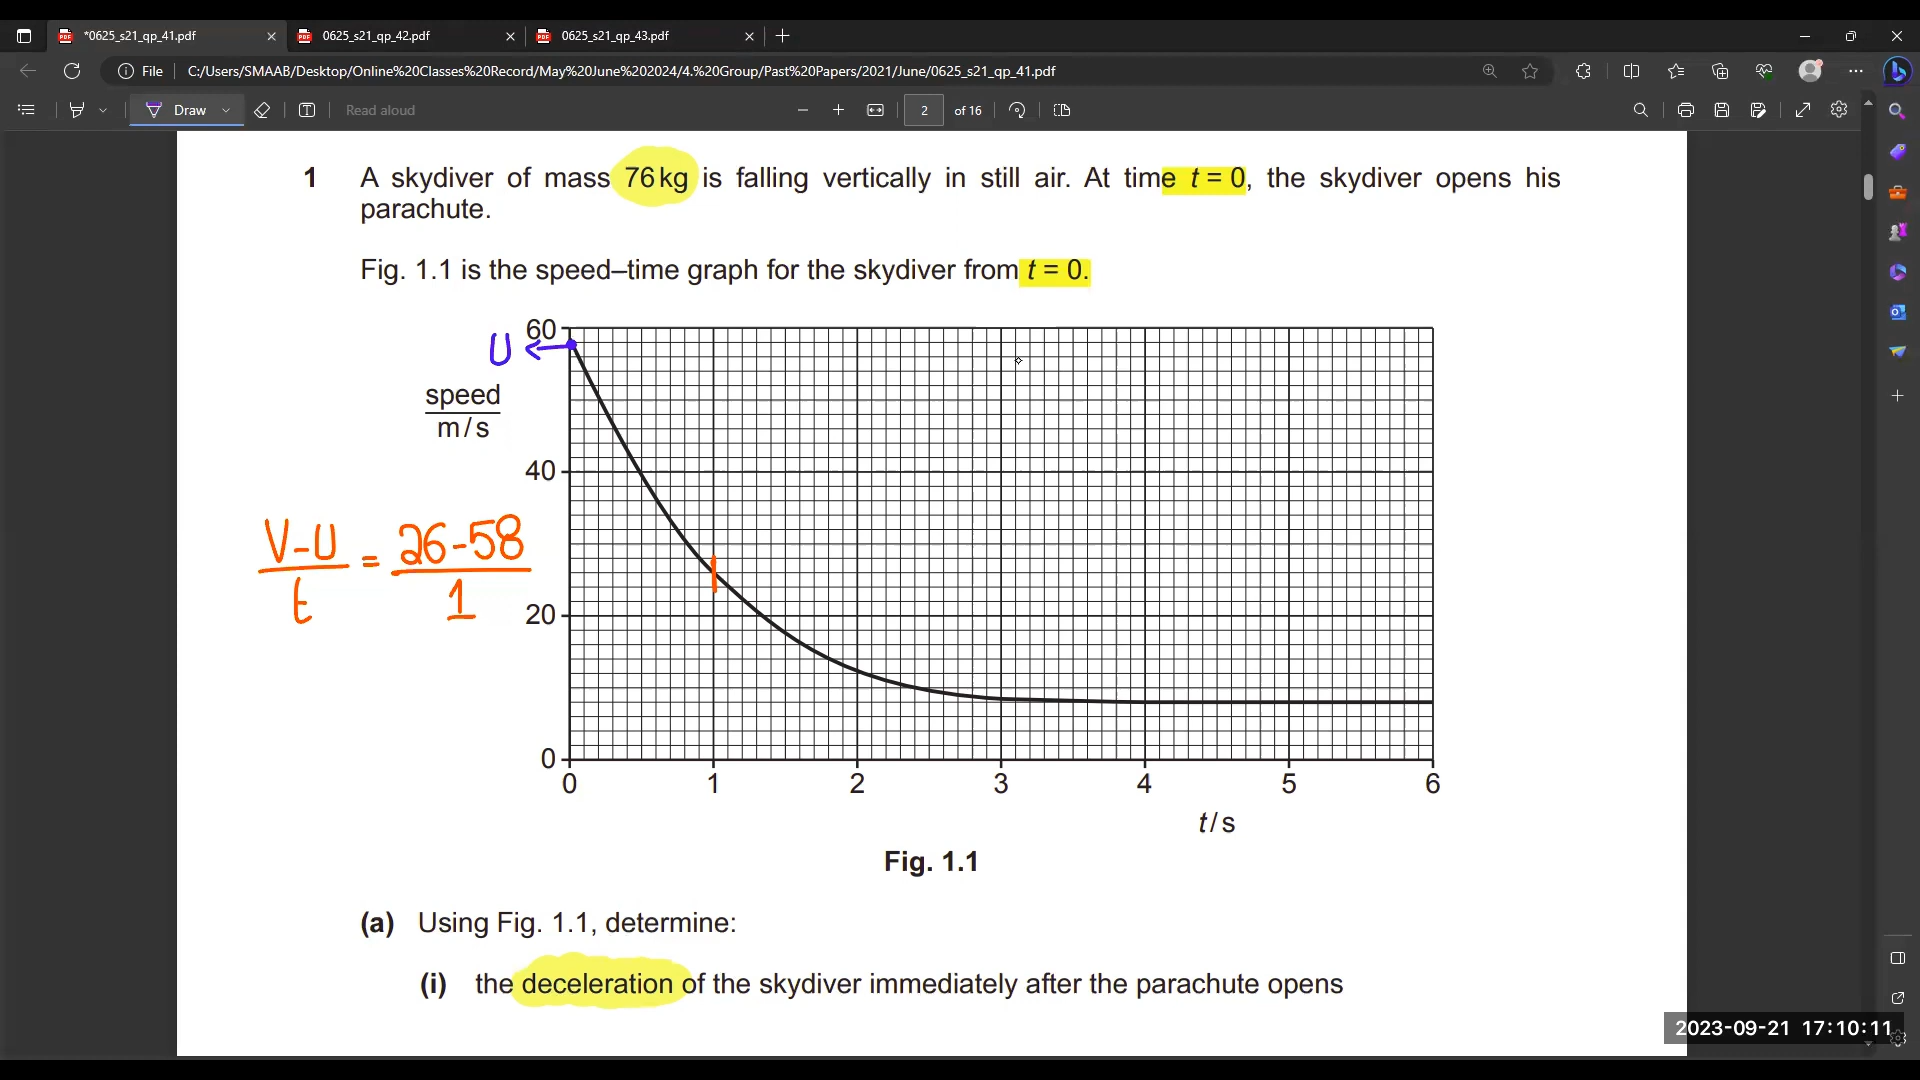 *0625_s21_qp_41.pdf
0625_s21_qp_42.pdf
0625_s21_qp_43.pdf
File
C:/Users/SMAAB/Desktop/Online%20Classes%20Record/May%20June%202024/4.%20Group/Past%20Papers/2021/June/0625_s21_qp_41.pdf
Draw
Read aloud
2 of 16
1 A skydiver of mass 76 kg is falling vertically in still air. At time t = 0, the skydiver opens his
parachute.
Fig. 1.1 is the speed–time graph for the skydiver from t = 0.
60
U
speed
m / s
40
V-U/t = 26-58/1
20
0
0 1 2 3 4 5 6
t / s
Fig. 1.1
(a) Using Fig. 1.1, determine:
(i) the deceleration of the skydiver immediately after the parachute opens
2023-09-21 17:10:11